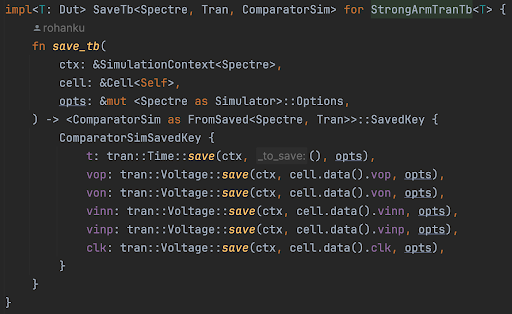 impl<T: Dut> SaveTb<Spectre, Tran, ComparatorSim> for StrongArmTranTb<T> {
rohanku
fn save_tb(
ctx: &SimulationContext<Spectre>,
cell: &Cell<Self>,
opts: &mut <Spectre as Simulator>::Options,
) -> <ComparatorSim as FromSaved<Spectre, Tran>>::SavedKey {
ComparatorSimSavedKey {
t: tran::Time::save(ctx, _to_save: (), opts),
vop: tran::Voltage::save(ctx, cell.data().vop, opts),
von: tran::Voltage::save(ctx, cell.data().von, opts),
vinn: tran::Voltage::save(ctx, cell.data().vinn, opts),
vinp: tran::Voltage::save(ctx, cell.data().vinp, opts),
clk: tran::Voltage::save(ctx, cell.data().clk, opts),
}
}
}